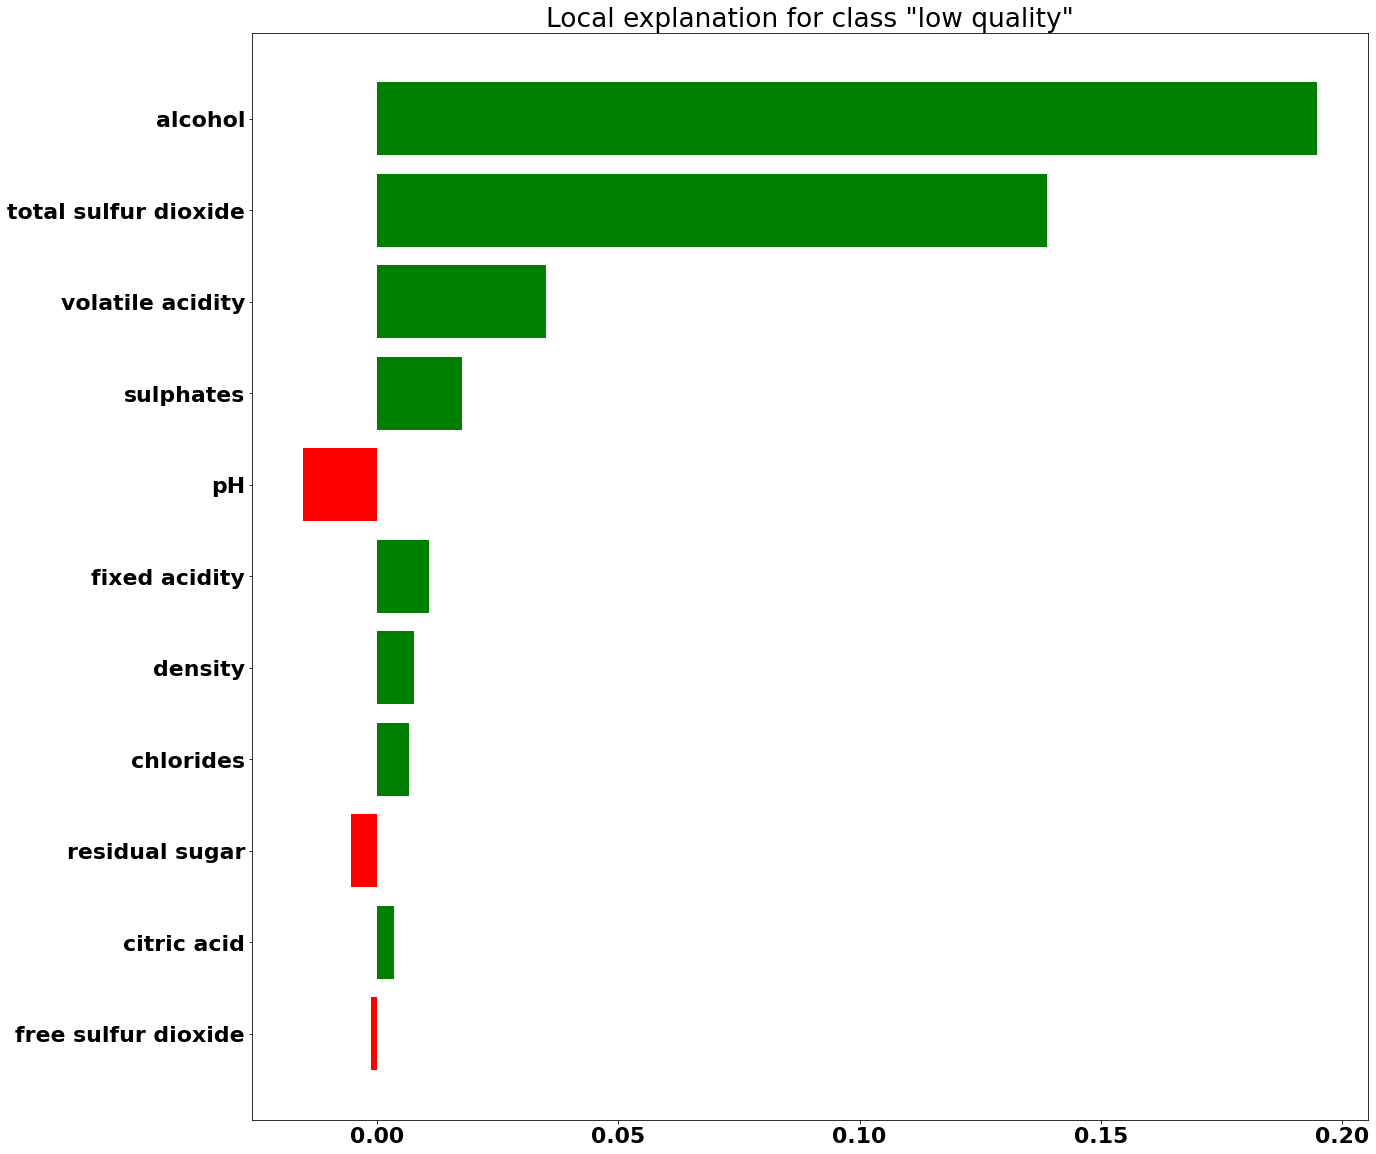 Local explanation for class "low quality"
alcohol
total sulfur dioxide
volatile acidity
sulphates
pH
fixed acidity
density
chlorides
residual sugar
citric acid
free sulfur dioxide
0.00 0.05 0.10 0.15 0.20